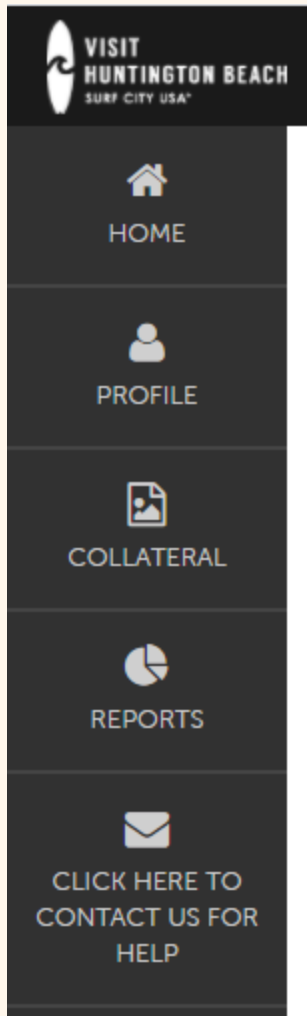 VISIT
HUNTINGTON BEACH
SURF CITY USA®
HOME
PROFILE
COLLATERAL
REPORTS
CLICK HERE TO
CONTACT US FOR
HELP